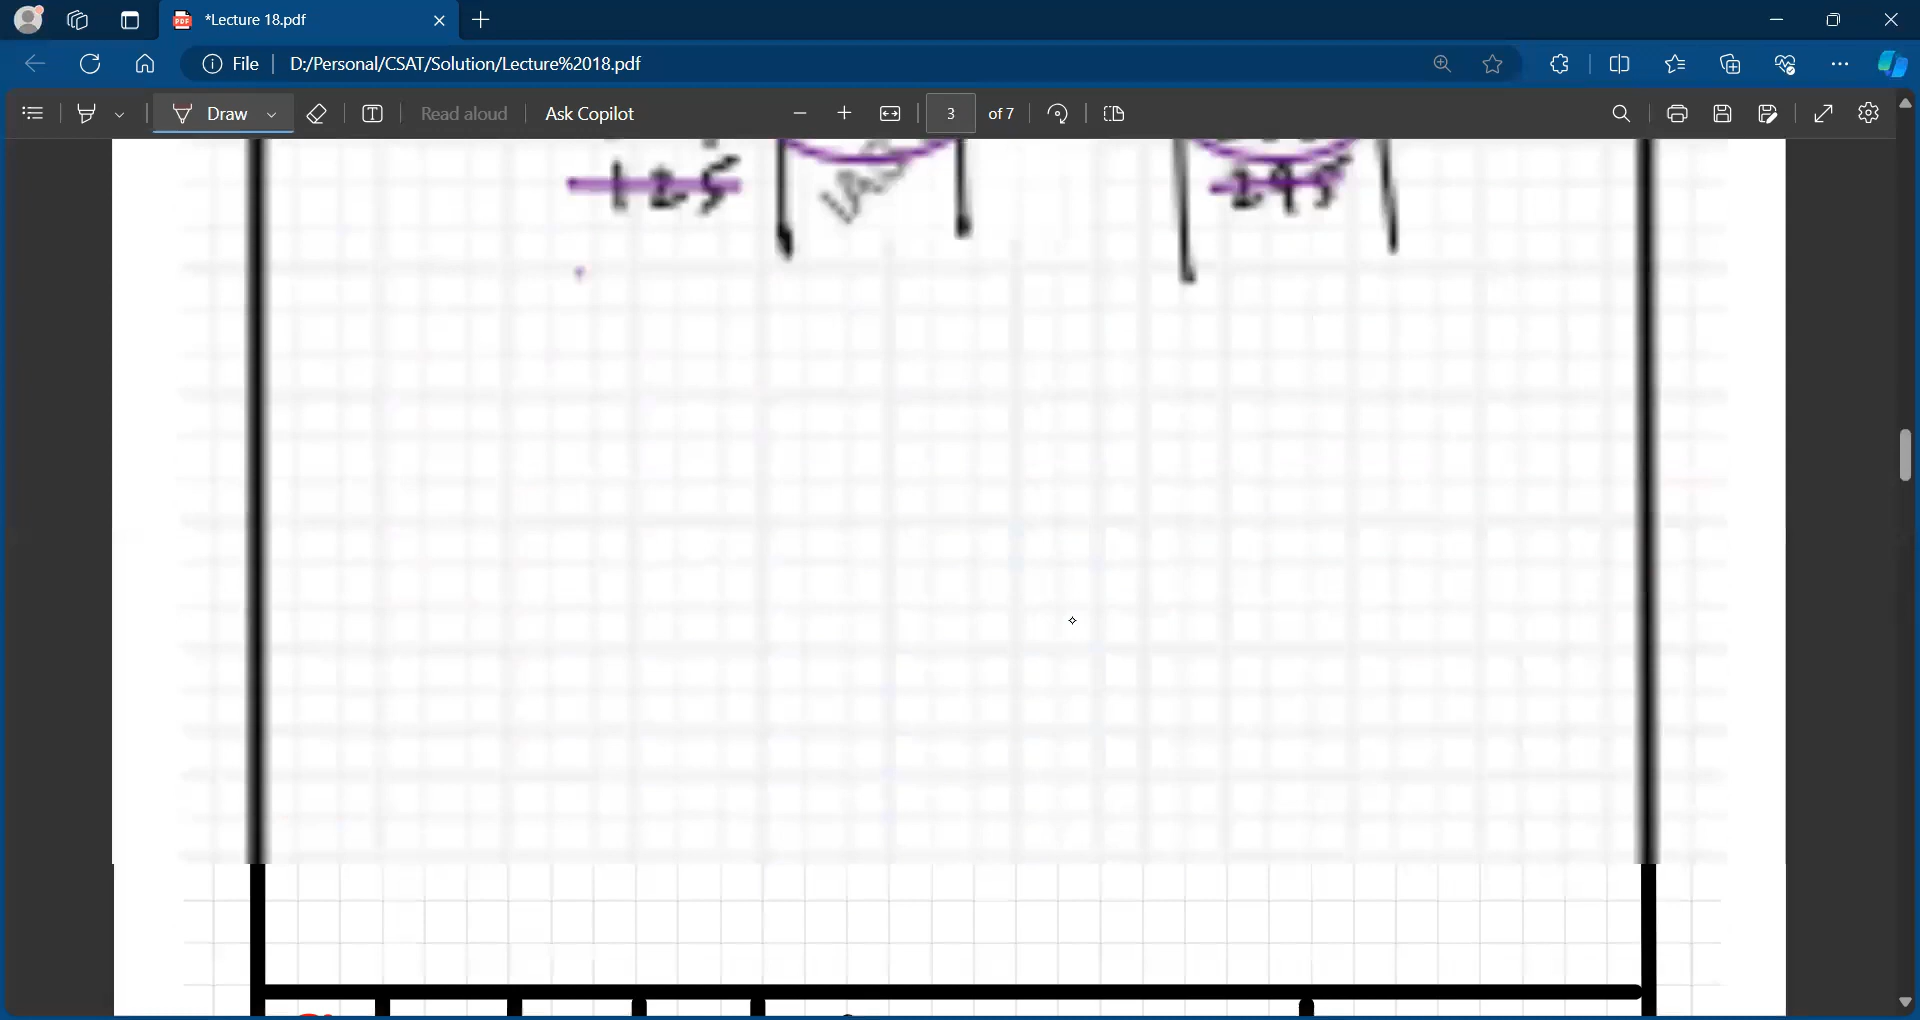 *Lecture 18.pdf
File D:/Personal/CSAT/Solution/Lecture%2018.pdf
Draw Read aloud Ask Copilot 3 of 7
125